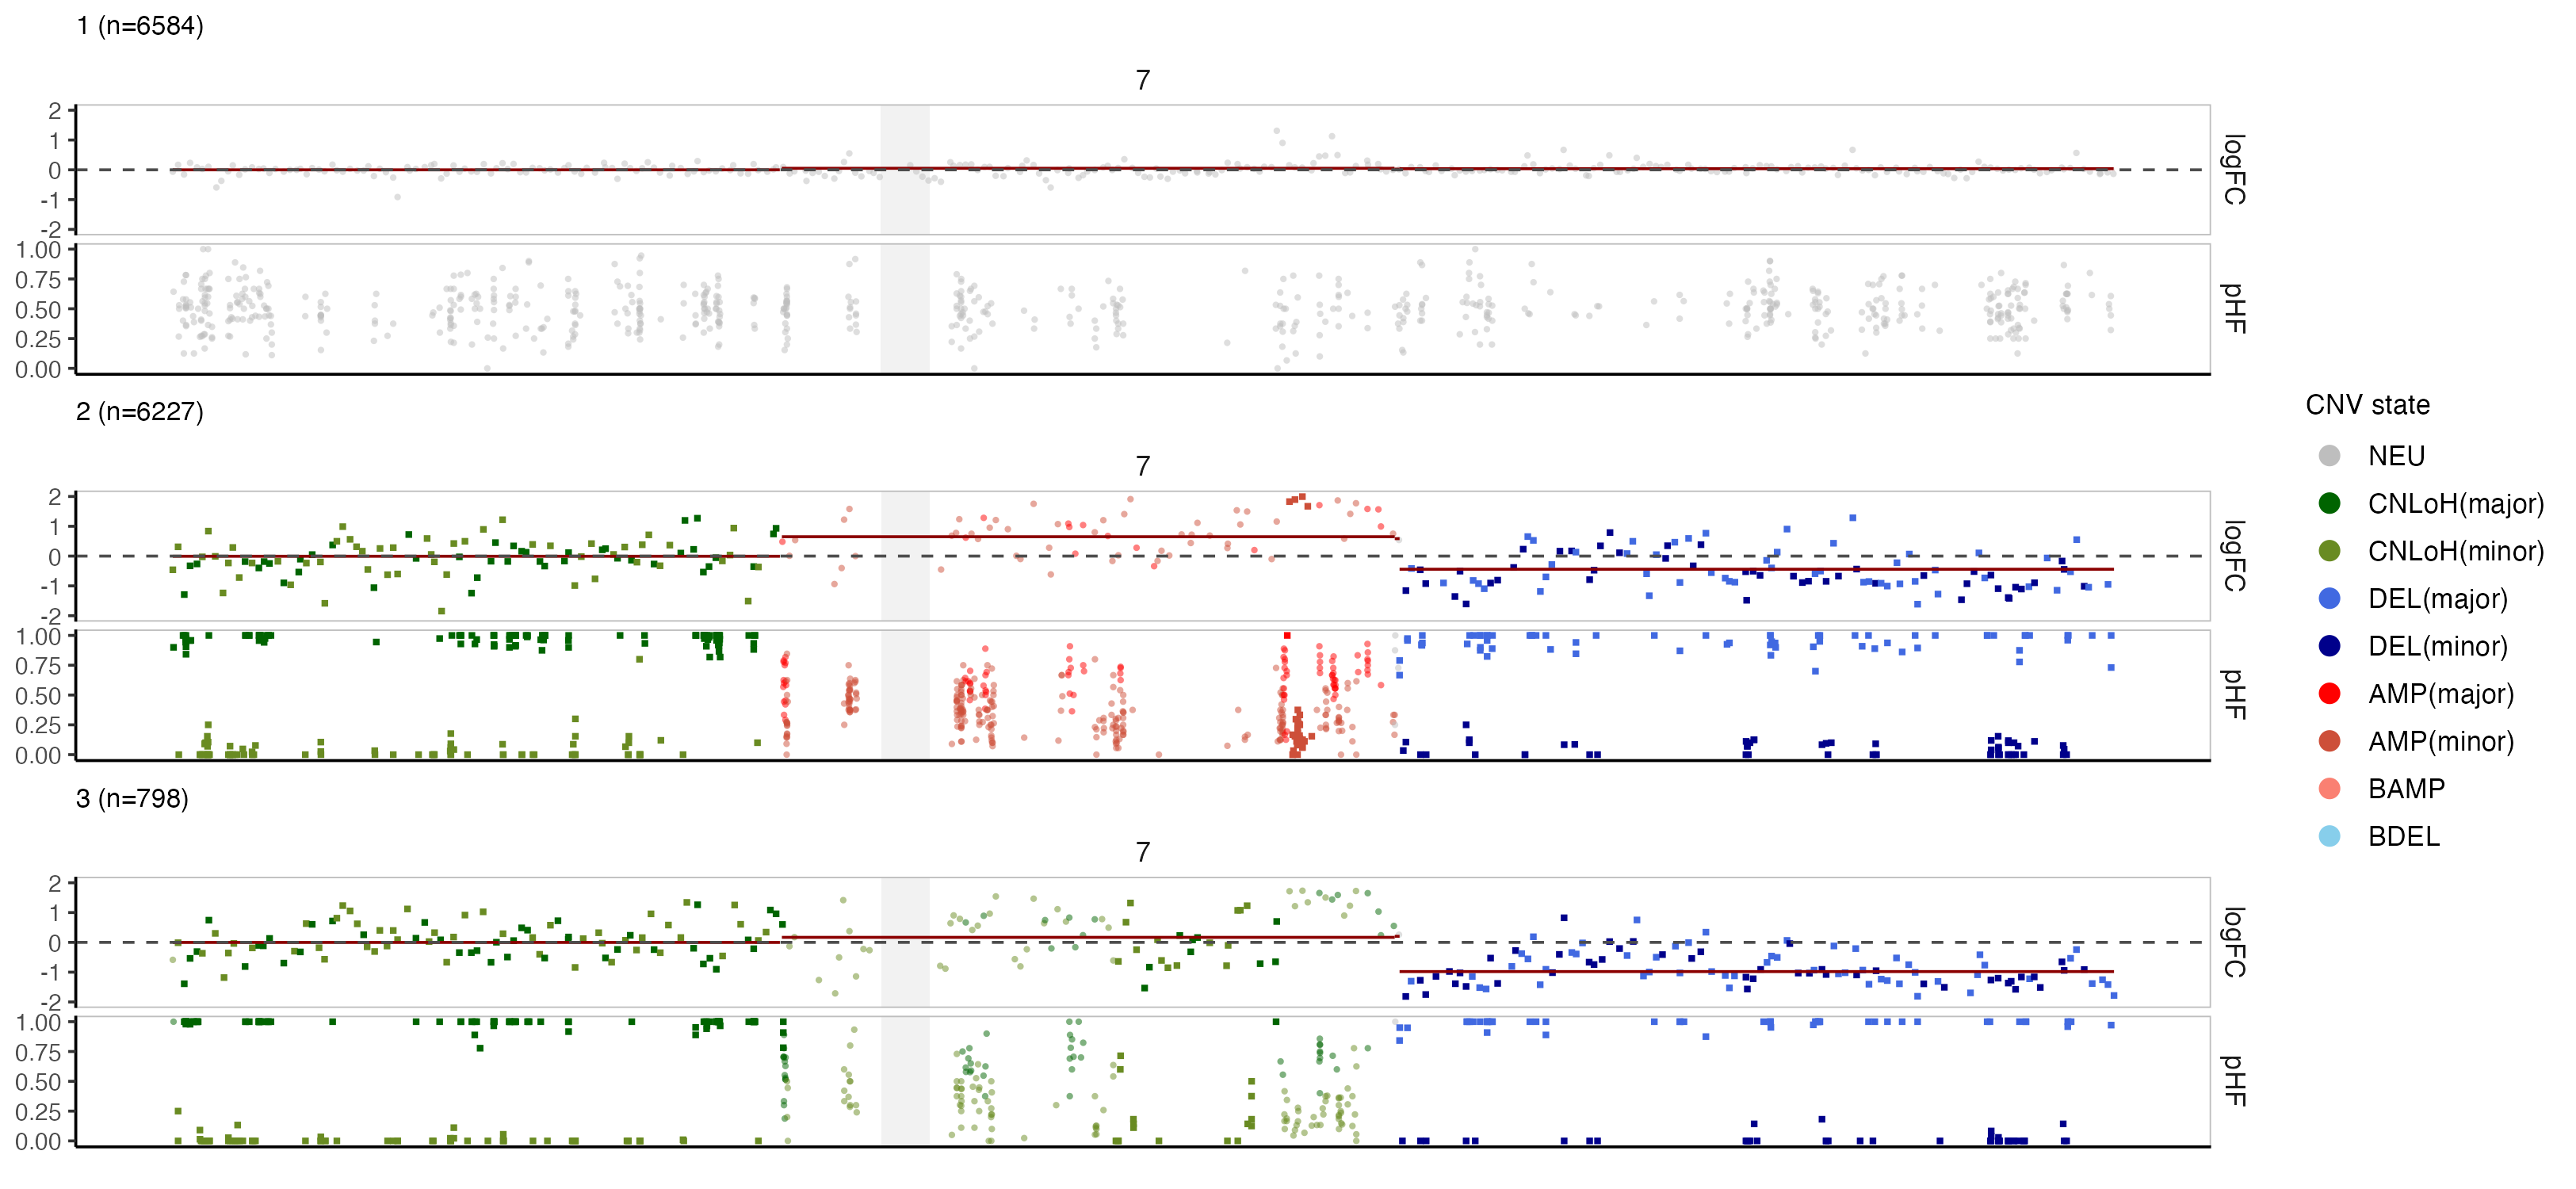 1 (n=6584)
7
2
1
0
-1
-2
logFC
1.00
0.75
0.50
0.25
0.00
pHF
2 (n=6227)
7
2
1
0
-1
-2
logFC
1.00
0.75
0.50
0.25
0.00
pHF
3 (n=798)
7
2
1
0
-1
-2
logFC
1.00
0.75
0.50
0.25
0.00
pHF
CNV state
NEU
CNLoH(major)
CNLoH(minor)
DEL(major)
DEL(minor)
AMP(major)
AMP(minor)
BAMP
BDEL